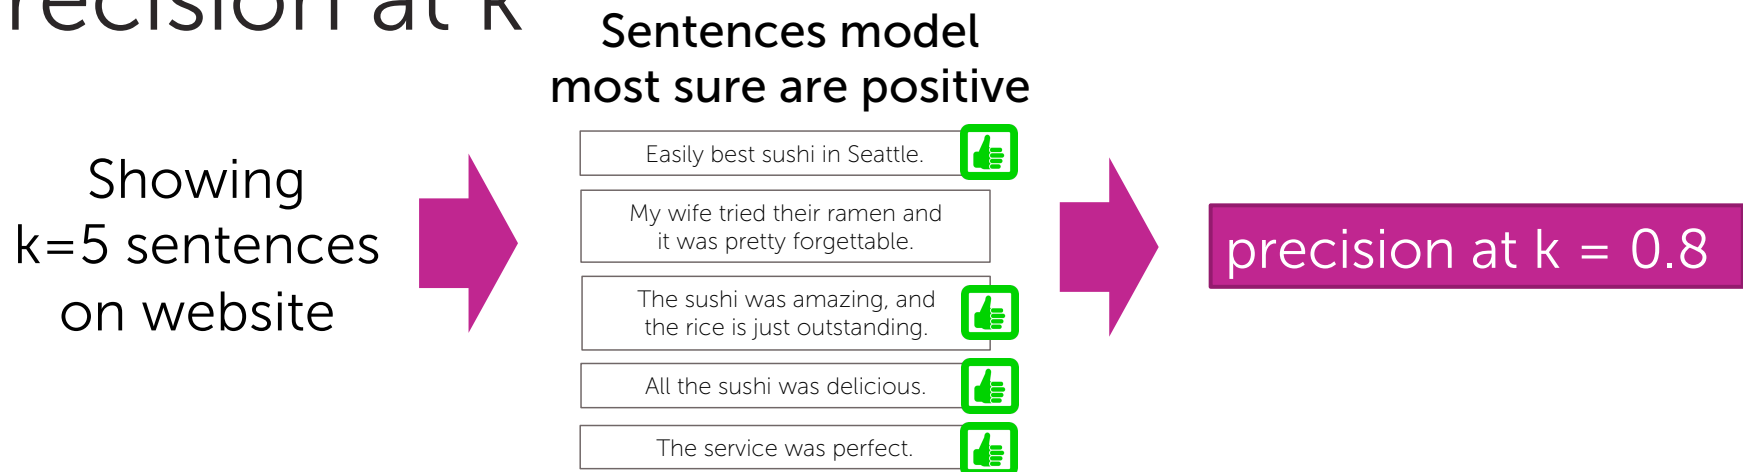 recision at k
Sentences model
most sure are positive
Showing
k=5 sentences
on website
Easily best sushi in Seattle.
My wife tried their ramen and
it was pretty forgettable.
The sushi was amazing, and
the rice is just outstanding.
All the sushi was delicious.
The service was perfect.
precision at k = 0.8